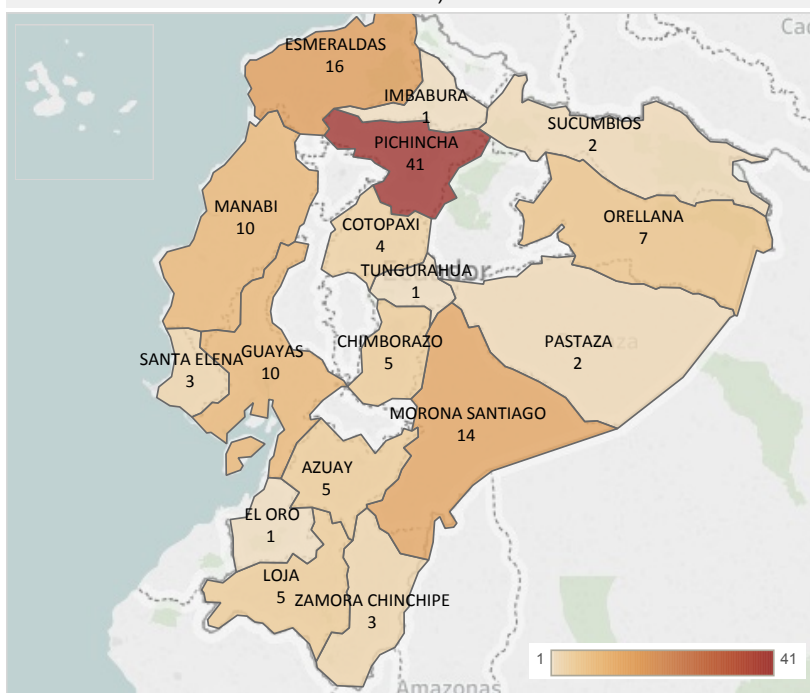 ESMERALDAS
16
IMBABURA
1
SUCUMBIOS
2
PICHINCHA
41
MANABI
10
ORELLANA
7
COTOPAXI
4
Ecuador
TUNGURAHUA
1
SANTA ELENA
3
GUAYAS
10
CHIMBORAZO
5
PASTAZA
2
MORONA SANTIAGO
14
AZUAY
5
EL ORO
1
LOJA
5
ZAMORA CHINCHIPE
3
1
41
Amazonas